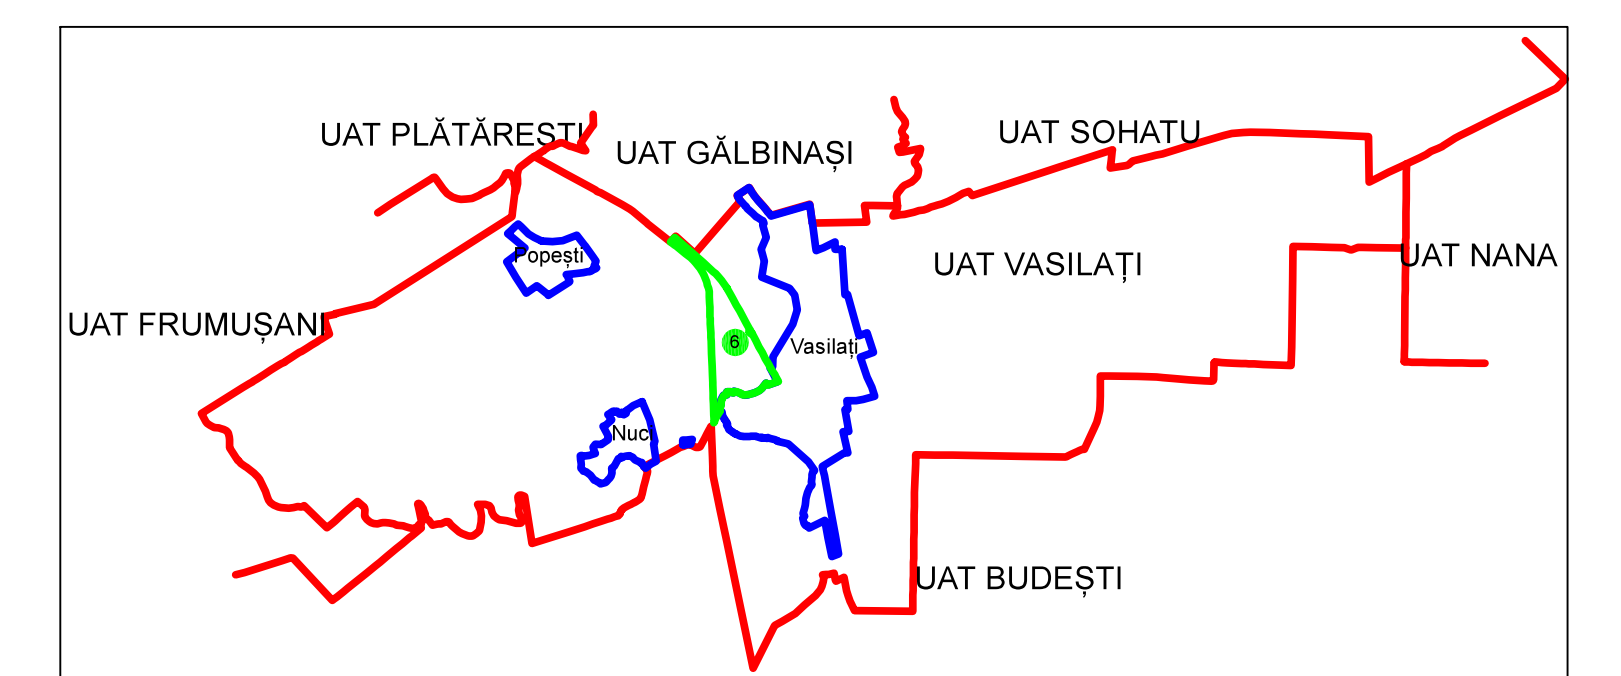 UAT PLĂTĂREȘTI
UAT GĂLBINAȘI
UAT SOHATU
Popești
UAT VASILAȚI
UAT NANA
UAT FRUMUȘANI
6
Vasilați
Nuci
UAT BUDEȘTI